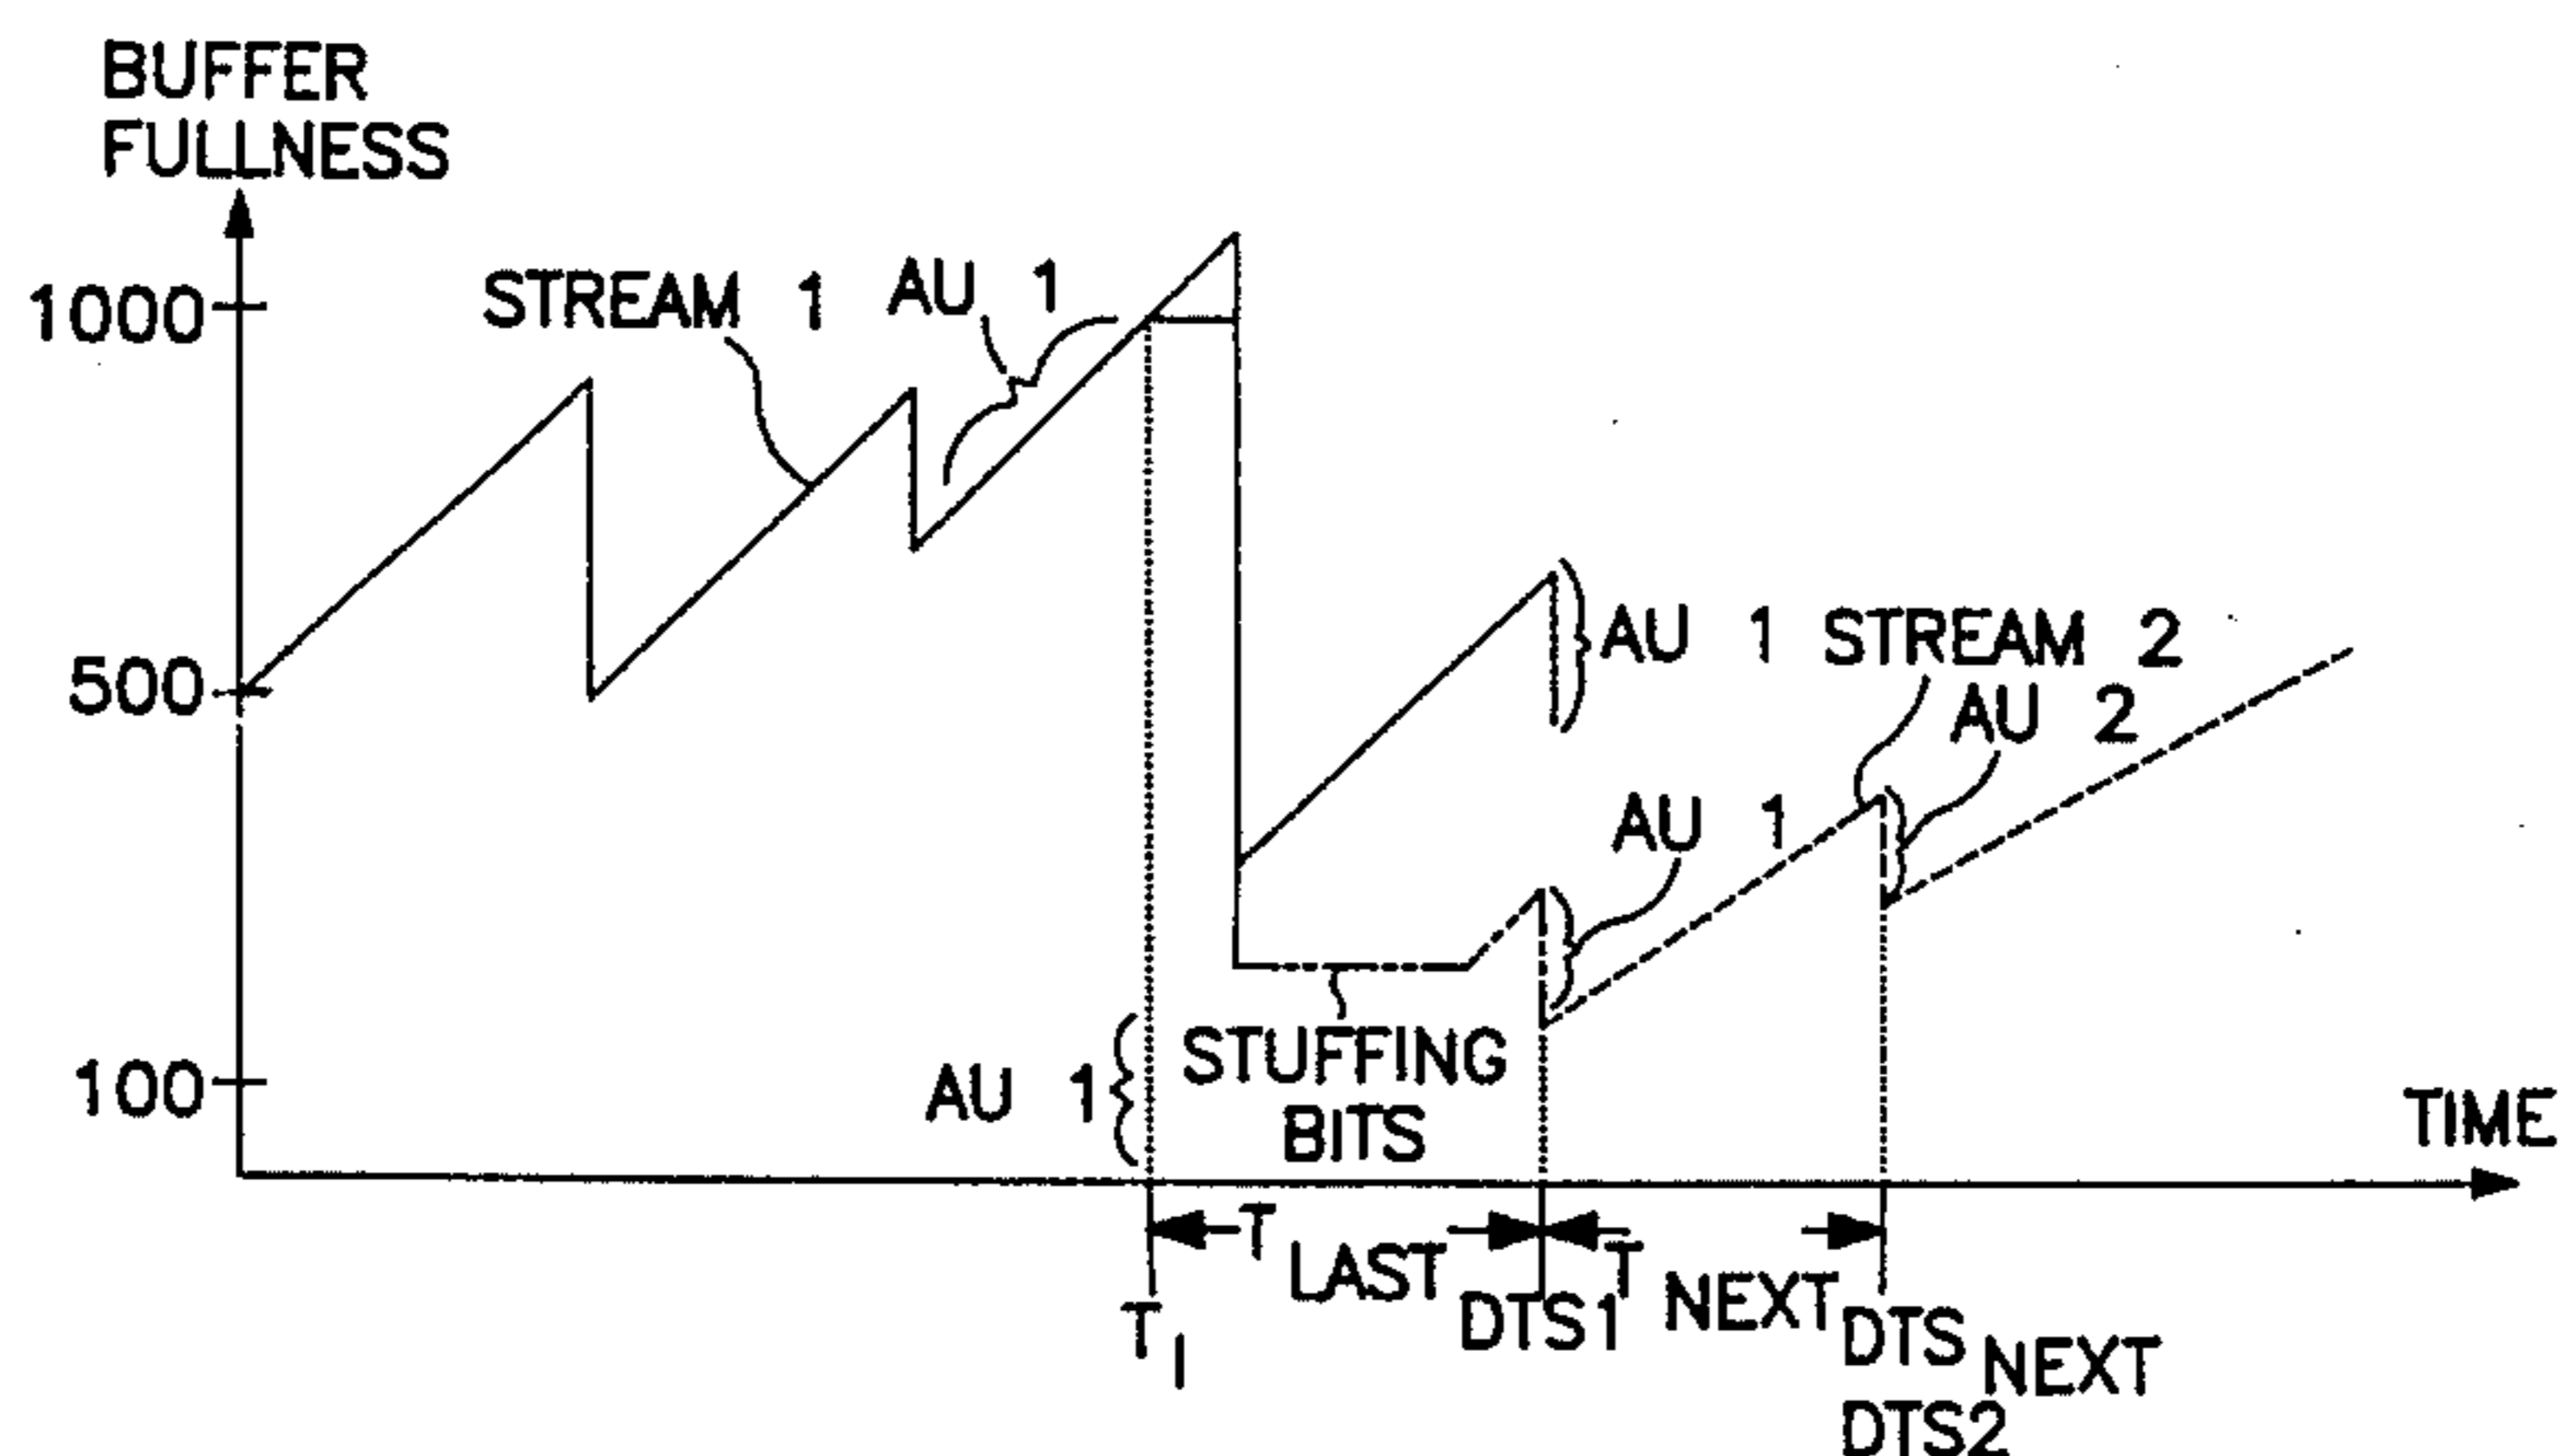 BUFFER
FULLNESS
1000
STREAM 1
AU 1
500
AU 1
STREAM 2
AU 2
AU 1
100
AU 1
STUFFING
BITS
TIME
T LAST
T NEXT
T1
DTS1
DTS NEXT
DTS2